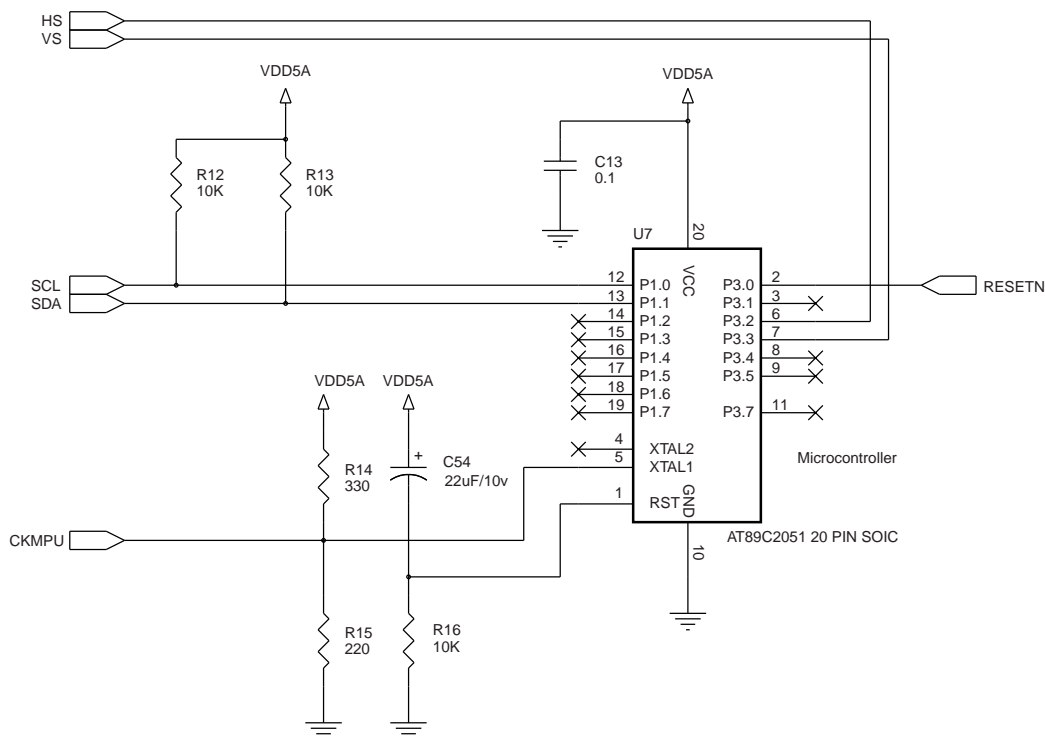 HS
VS
VDD5A
VDD5A
R12
10K
R13
10K
C13
0.1
U7
20
VCC
SCL
SDA
12 P1.0
13 P1.1
14 P1.2
15 P1.3
16 P1.4
17 P1.5
18 P1.6
19 P1.7
4 XTAL2
5 XTAL1
1 RST
GND
10
P3.0 2
P3.1 3
P3.2 6
P3.3 7
P3.4 8
P3.5 9
P3.7 11
RESETN
Microcontroller
AT89C2051 20 PIN SOIC
VDD5A
VDD5A
R14
330
+
C54
22uF/10v
CKMPU
R15
220
R16
10K